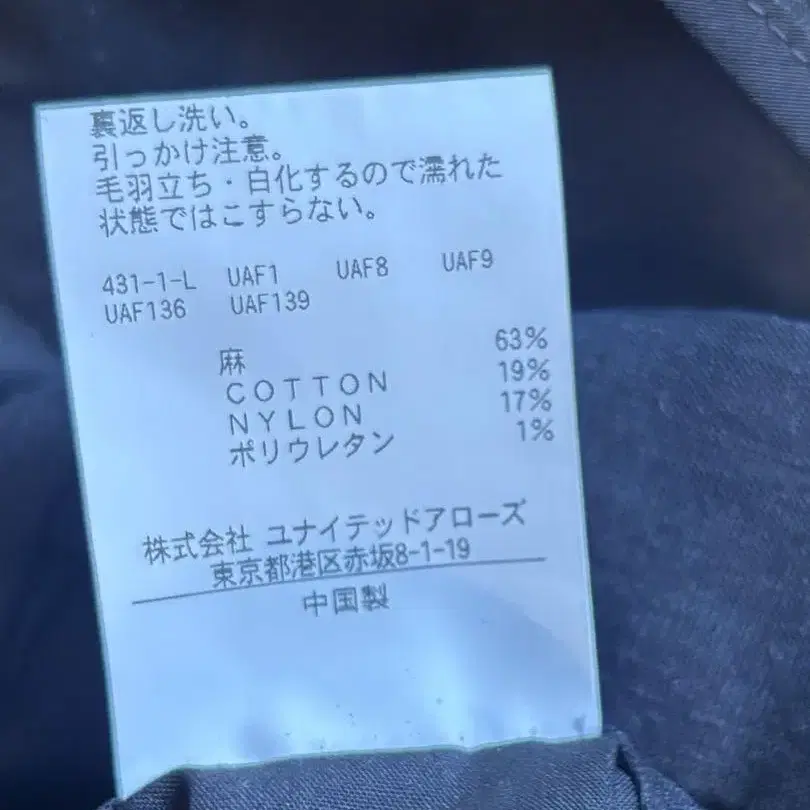 裏返し洗い。
引っかけ注意。
毛羽立ち・白化するので濡れた
状態ではこすらない。
431-1-L UAF1 UAF8 UAF9
UAF136 UAF139
麻 63%
COTTON 19%
NYLON 17%
ポリウレタン 1%
株式会社 ユナイテッドアローズ
東京都港区赤坂8-1-19
中国製